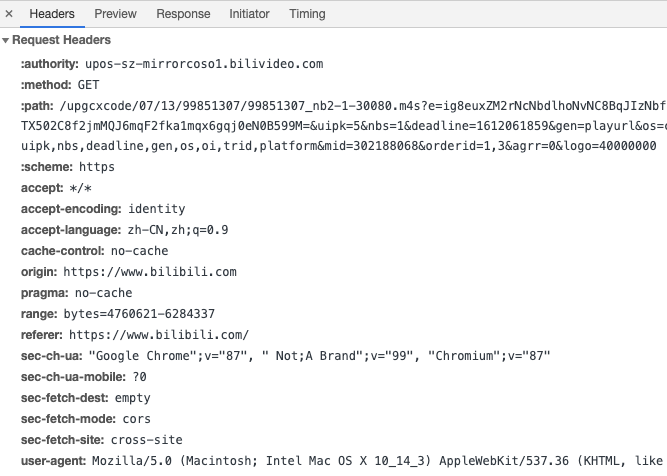 × Headers Preview Response Initiator Timing
▼ Request Headers
:authority: upos-sz-mirrorcoso1.bilivideo.com
:method: GET
:path: /upgcxcode/07/13/99851307/99851307_nb2-1-30080.m4s?e=ig8euxZM2rNcNbdlhoNvNC8BqJIzNbf
TX502C8f2jmMQJ6mqF2fka1mqx6gqj0eN0B599M=&uipk=5&nbs=1&deadline=1612061859&gen=playurl&os=c
uipk,nbs,deadline,gen,os,oi,trid,platform&mid=302188068&orderid=1,3&agrr=0&logo=40000000
:scheme: https
accept: */*
accept-encoding: identity
accept-language: zh-CN,zh;q=0.9
cache-control: no-cache
origin: https://www.bilibili.com
pragma: no-cache
range: bytes=4760621-6284337
referer: https://www.bilibili.com/
sec-ch-ua: "Google Chrome";v="87", " Not;A Brand";v="99", "Chromium";v="87"
sec-ch-ua-mobile: ?0
sec-fetch-dest: empty
sec-fetch-mode: cors
sec-fetch-site: cross-site
user-agent: Mozilla/5.0 (Macintosh; Intel Mac OS X 10_14_3) AppleWebKit/537.36 (KHTML, like